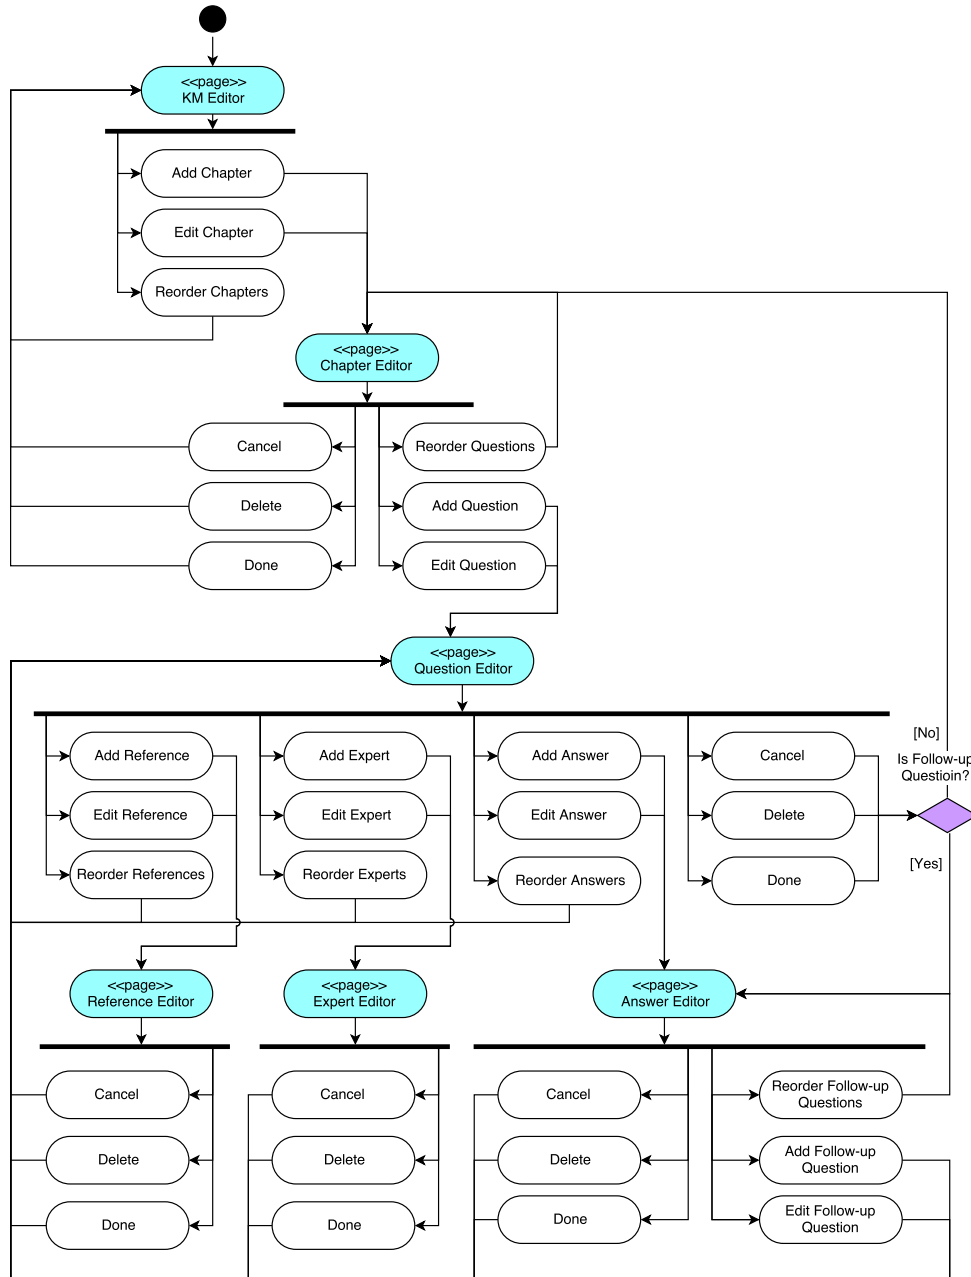 <<page>>
KM Editor
Add Chapter
Edit Chapter
Reorder Chapters
<<page>>
Chapter Editor
Cancel
Reorder Questions
Delete
Add Question
Done
Edit Question
<<page>>
Question Editor
[No]
Is Follow-up
Questioin?
Add Reference
Add Expert
Add Answer
Cancel
Edit Reference
Edit Expert
Edit Answer
Delete
[Yes]
Reorder References
Reorder Experts
Reorder Answers
Done
<<page>>
Reference Editor
<<page>>
Expert Editor
<<page>>
Answer Editor
Cancel
Cancel
Cancel
Reorder Follow-up
Questions
Delete
Delete
Delete
Add Follow-up
Question
Done
Done
Done
Edit Follow-up
Question